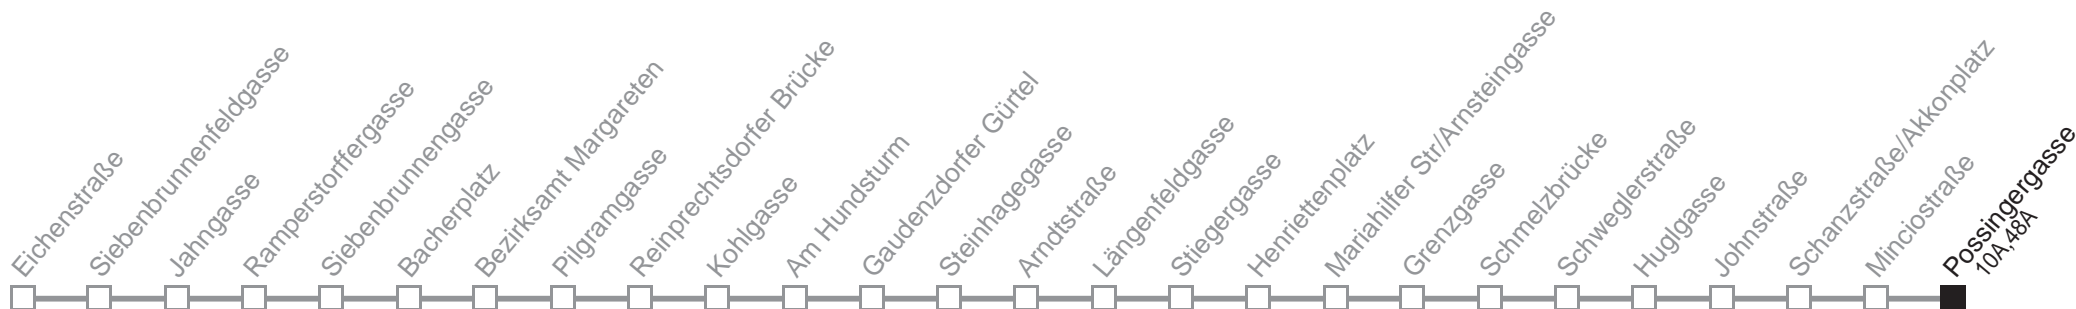 Eichenstraße
Siebenbrunnenfeldgasse
Jahngasse
Ramperstorffergasse
Siebenbrunnengasse
Bacherplatz
Bezirksamt Margareten
Pilgramgasse
Reinprechtsdorfer Brücke
Kohlgasse
Am Hundsturm
Gaudenzdorfer Gürtel
Steinhagegasse
Arndtstraße
Längenfeldgasse
Stiegergasse
Henriettenplatz
Mariahilfer Str/Arnsteingasse
Grenzgasse
Schmelzbrücke
Schweglerstraße
Huglgasse
Johnstraße
Schanzstraße/Akkonplatz
Minciostraße
Possingergasse
10A,48A